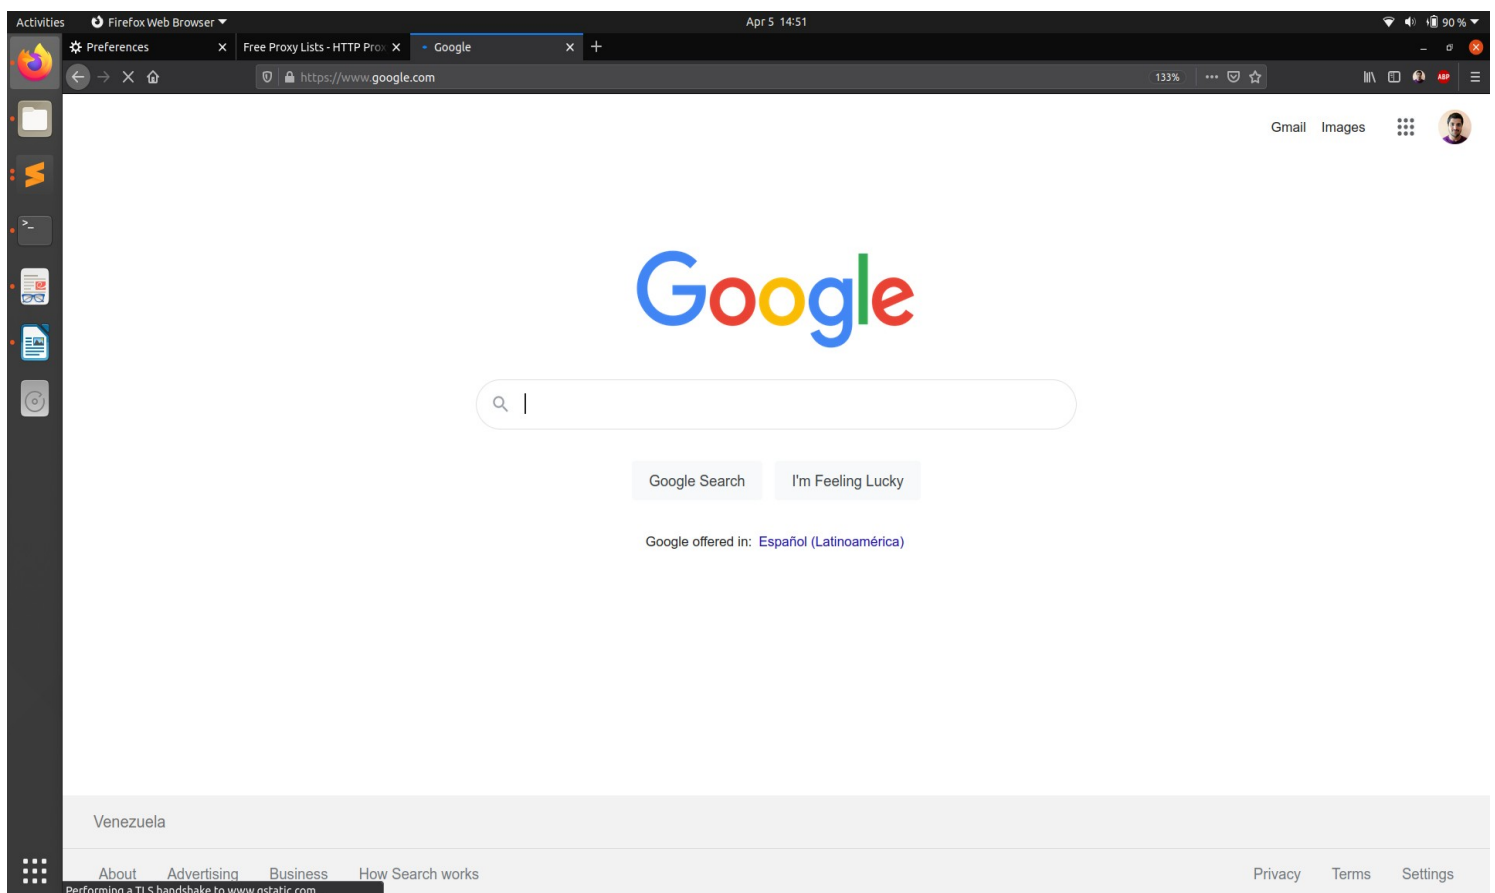 Activities Firefox Web Browser Apr 5 14:51 90 %
Preferences Free Proxy Lists - HTTP Prox Google
https://www.google.com 133% ABP
Gmail Images
Google
Google Search I'm Feeling Lucky
Google offered in: Español (Latinoamérica)
Venezuela
About Advertising Business How Search works Privacy Terms Settings
Performing a TLS handshake to www.gstatic.com